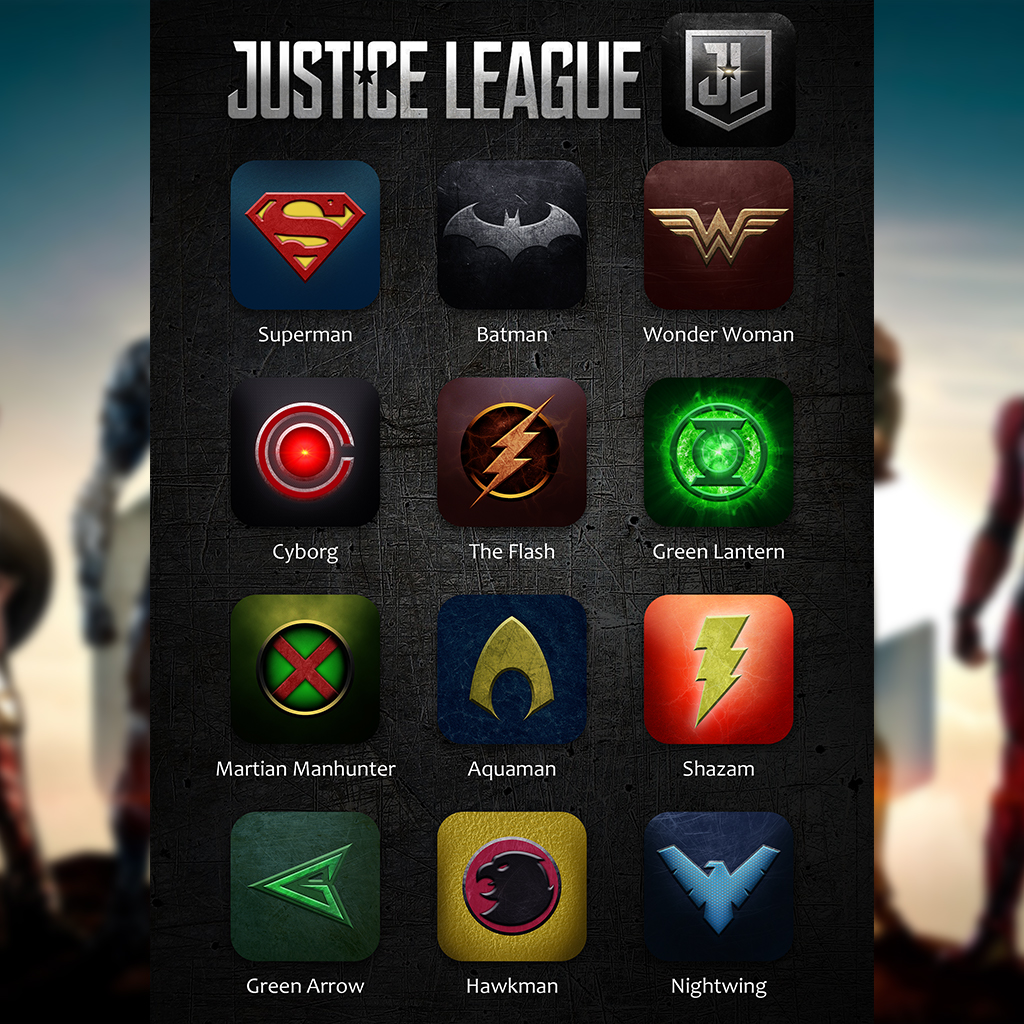 JUSTICE LEAGUE JL
Superman Batman Wonder Woman
Cyborg The Flash Green Lantern
Martian Manhunter Aquaman Shazam
Green Arrow Hawkman Nightwing